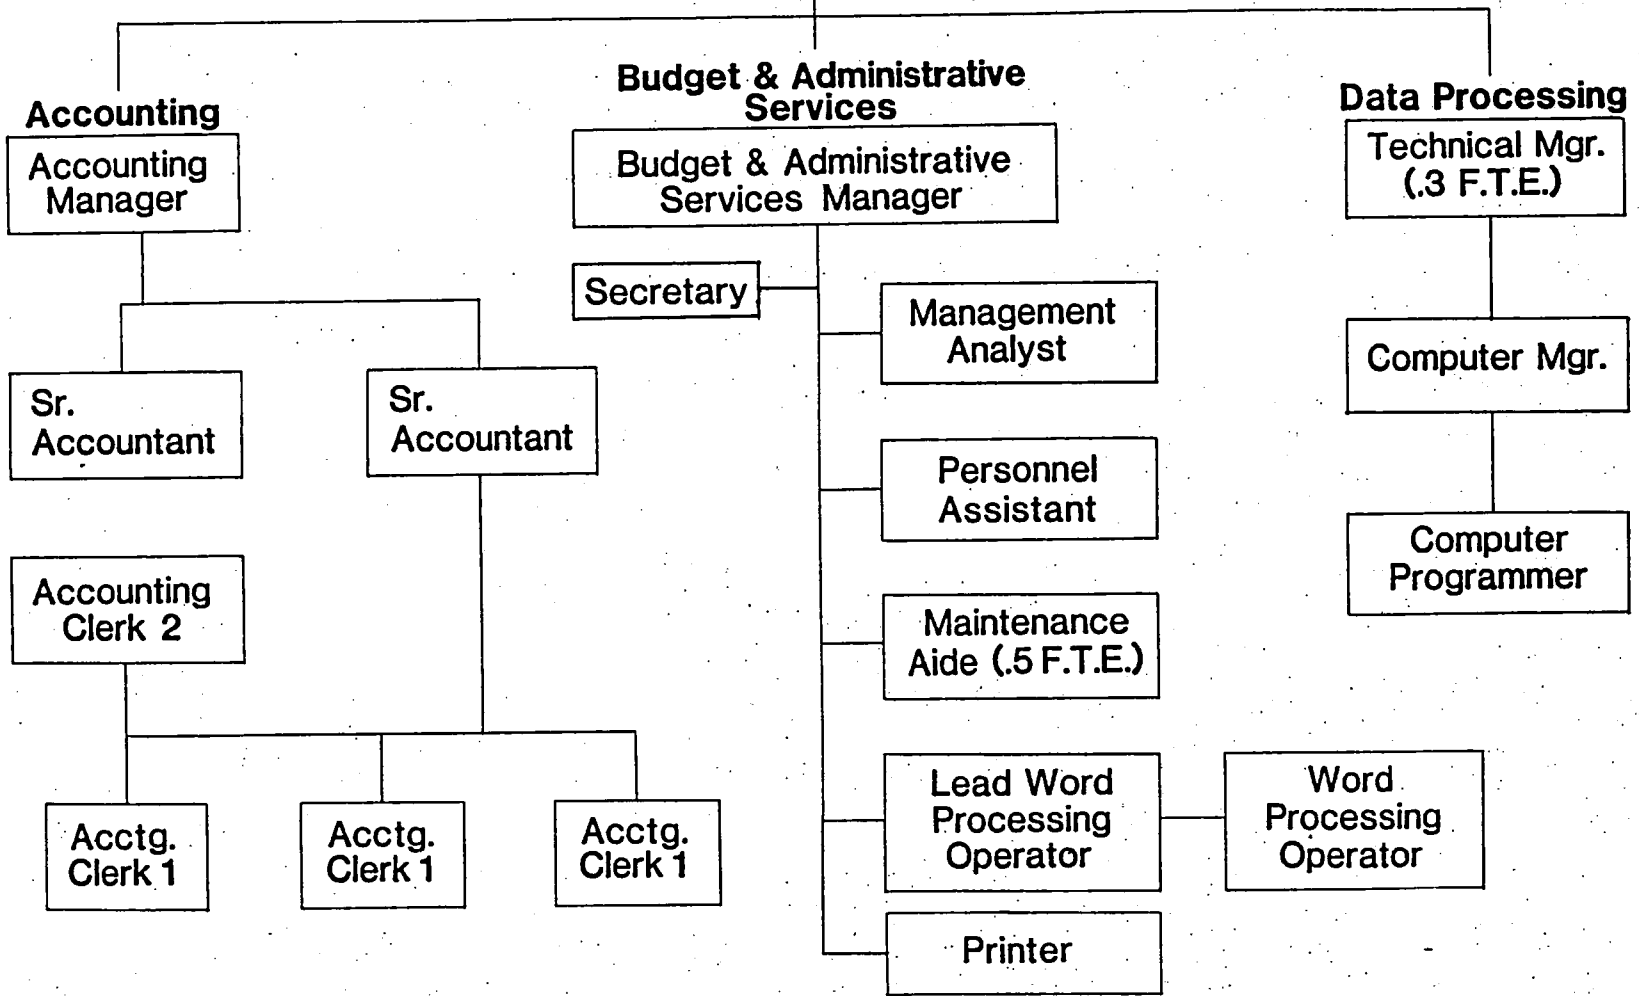 Accounting
Accounting
Manager
Sr.
Accountant
Sr.
Accountant
Accounting
Clerk 2
Acctg.
Clerk 1
Acctg.
Clerk 1
Acctg.
Clerk 1
Budget & Administrative
Services
Budget & Administrative
Services Manager
Secretary
Management
Analyst
Personnel
Assistant
Maintenance
Aide (.5 F.T.E.)
Lead Word
Processing
Operator
Word
Processing
Operator
Printer
Data Processing
Technical Mgr.
(.3 F.T.E.)
Computer Mgr.
Computer
Programmer